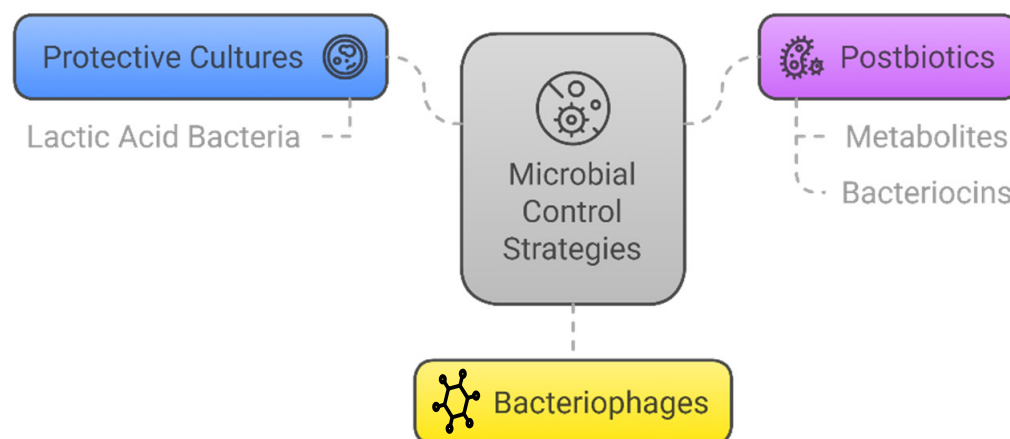 Protective Cultures
Lactic Acid Bacteria
Microbial
Control
Strategies
Postbiotics
Metabolites
Bacteriocins
Bacteriophages